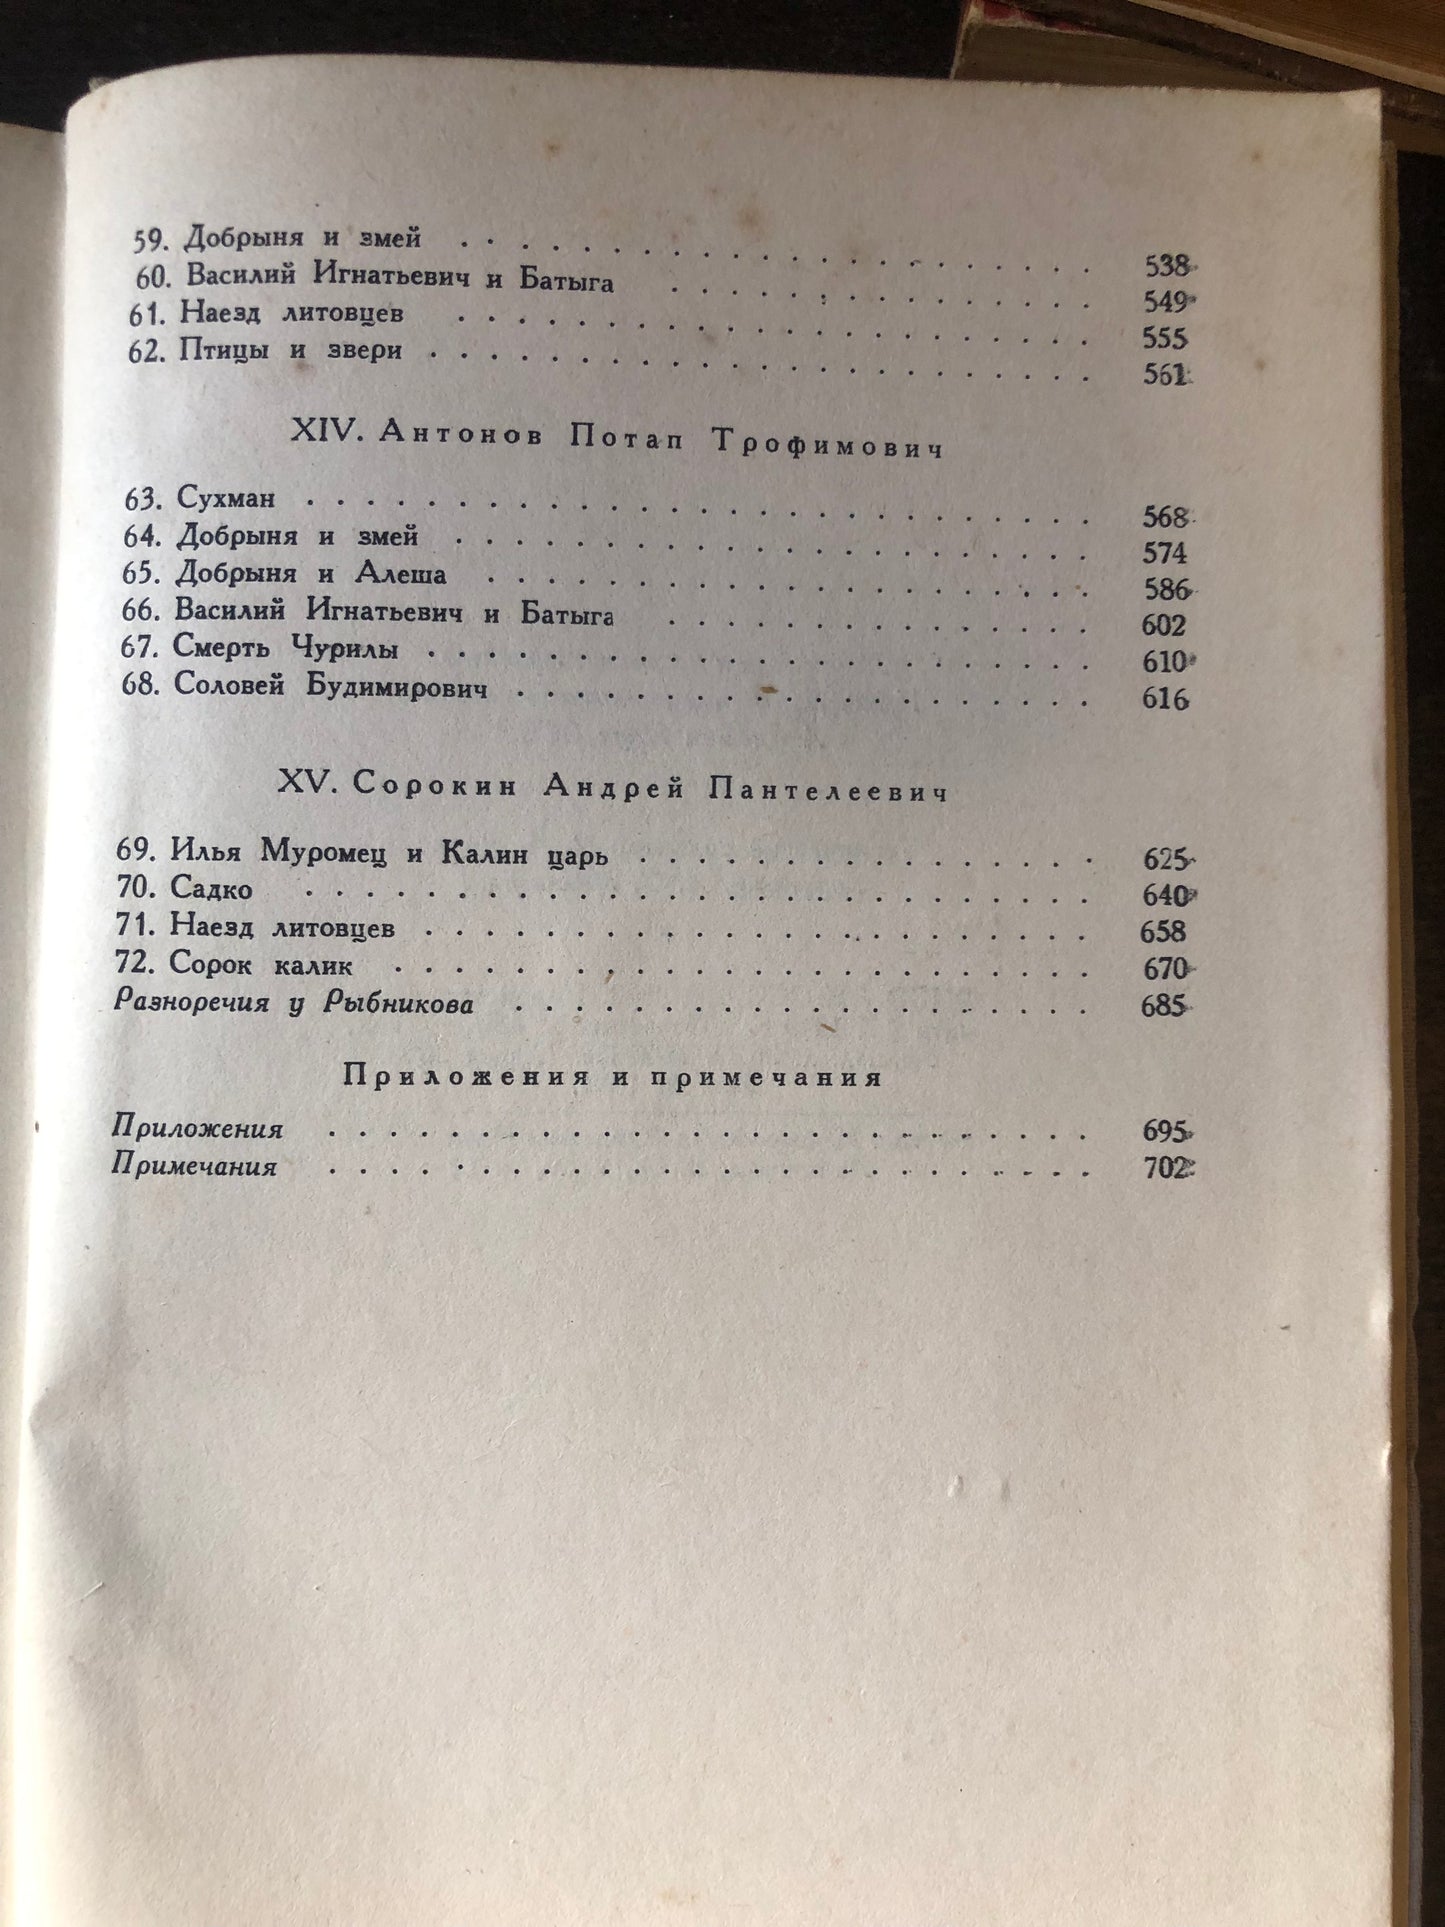 59. Добрыня и змей . . . . . . . . . . . . . . . . . . . . . 538
60. Василий Игнатьевич и Батыга . . . . . . . . . . . . . . . 549
61. Наезд литовцев . . . . . . . . . . . . . . . . . . . . . 555
62. Птицы и звери . . . . . . . . . . . . . . . . . . . . . . 561
XIV. Антонов Потап Трофимович
63. Сухман . . . . . . . . . . . . . . . . . . . . . . . . . . 568
64. Добрыня и змей . . . . . . . . . . . . . . . . . . . . . 574
65. Добрыня и Алеша . . . . . . . . . . . . . . . . . . . . 586
66. Василий Игнатьевич и Батыга . . . . . . . . . . . . . . . 602
67. Смерть Чурилы . . . . . . . . . . . . . . . . . . . . . . 610
68. Соловей Будимирович . . . . . . . . . . . . . . . . . . . 616
XV. Сорокин Андрей Пантелеевич
69. Илья Муромец и Калин царь . . . . . . . . . . . . . . . . 625
70. Садко . . . . . . . . . . . . . . . . . . . . . . . . . . 640
71. Наезд литовцев . . . . . . . . . . . . . . . . . . . . . . 658
72. Сорок калик . . . . . . . . . . . . . . . . . . . . . . . 670
Разноречия у Рыбникова . . . . . . . . . . . . . . . . . . . 685
Приложения и примечания
Приложения . . . . . . . . . . . . . . . . . . . . . . . . . 695
Примечания . . . . . . . . . . . . . . . . . . . . . . . . . 702